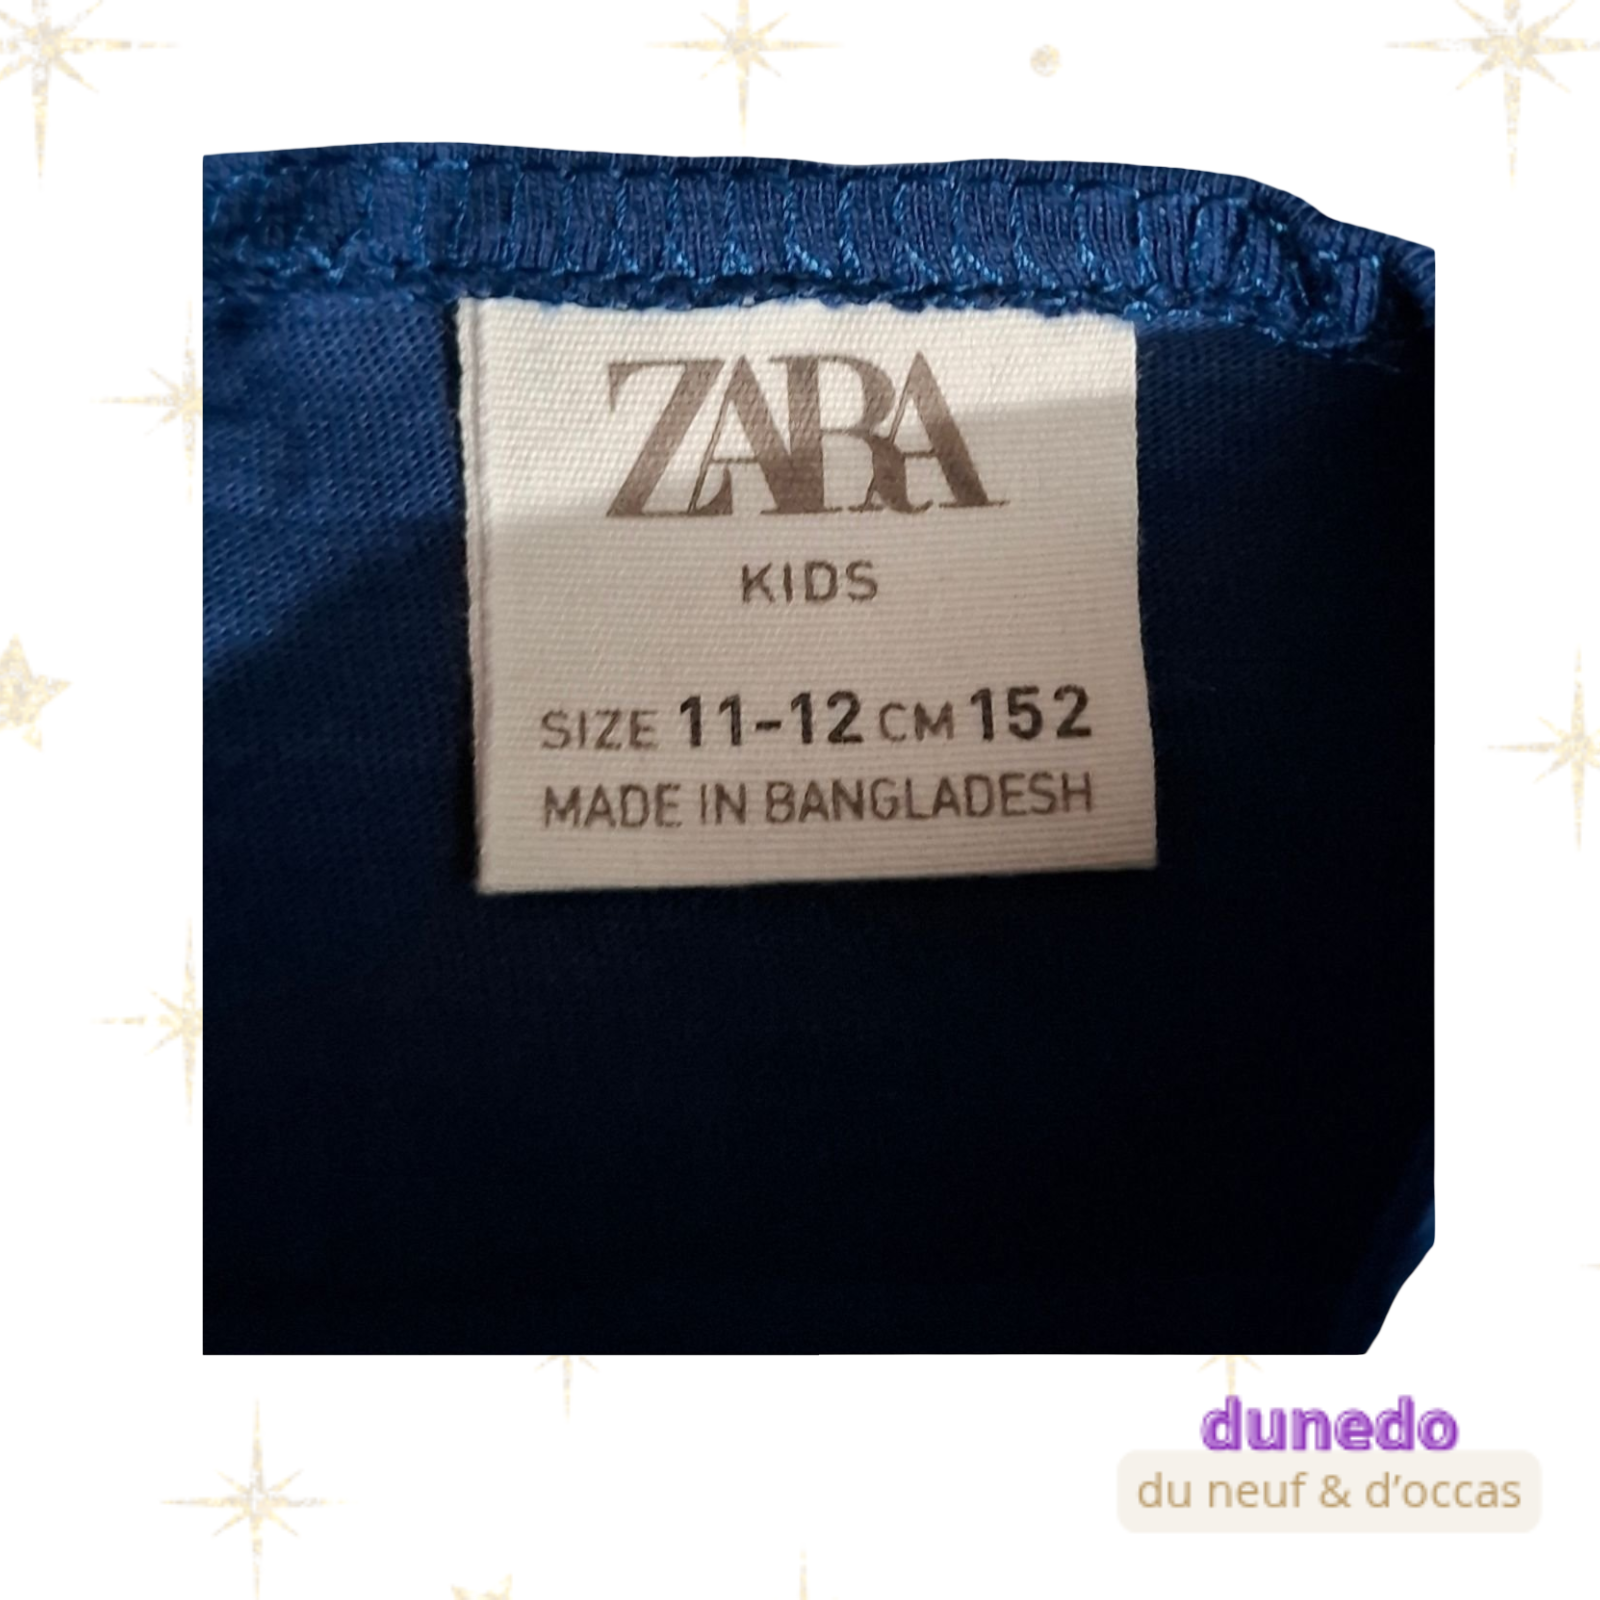 ZARA
KIDS
SIZE 11-12 CM 152
MADE IN BANGLADESH
dunedo
du neuf & d’occas